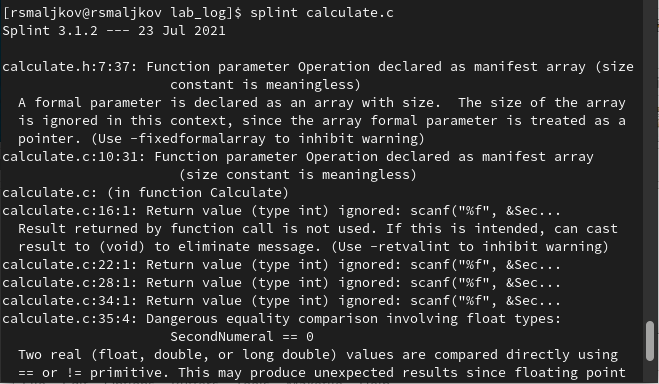 [rsmaljkov@rsmaljkov lab_log]$ splint calculate.c
Splint 3.1.2 --- 23 Jul 2021
calculate.h:7:37: Function parameter Operation declared as manifest array (size
constant is meaningless)
A formal parameter is declared as an array with size.  The size of the array
is ignored in this context, since the array formal parameter is treated as a
pointer. (Use -fixedformalarray to inhibit warning)
calculate.c:10:31: Function parameter Operation declared as manifest array
(size constant is meaningless)
calculate.c: (in function Calculate)
calculate.c:16:1: Return value (type int) ignored: scanf("%f", &Sec...
Result returned by function call is not used. If this is intended, can cast
result to (void) to eliminate message. (Use -retvalint to inhibit warning)
calculate.c:22:1: Return value (type int) ignored: scanf("%f", &Sec...
calculate.c:28:1: Return value (type int) ignored: scanf("%f", &Sec...
calculate.c:34:1: Return value (type int) ignored: scanf("%f", &Sec...
calculate.c:35:4: Dangerous equality comparison involving float types:
SecondNumeral == 0
Two real (float, double, or long double) values are compared directly using
== or != primitive. This may produce unexpected results since floating point